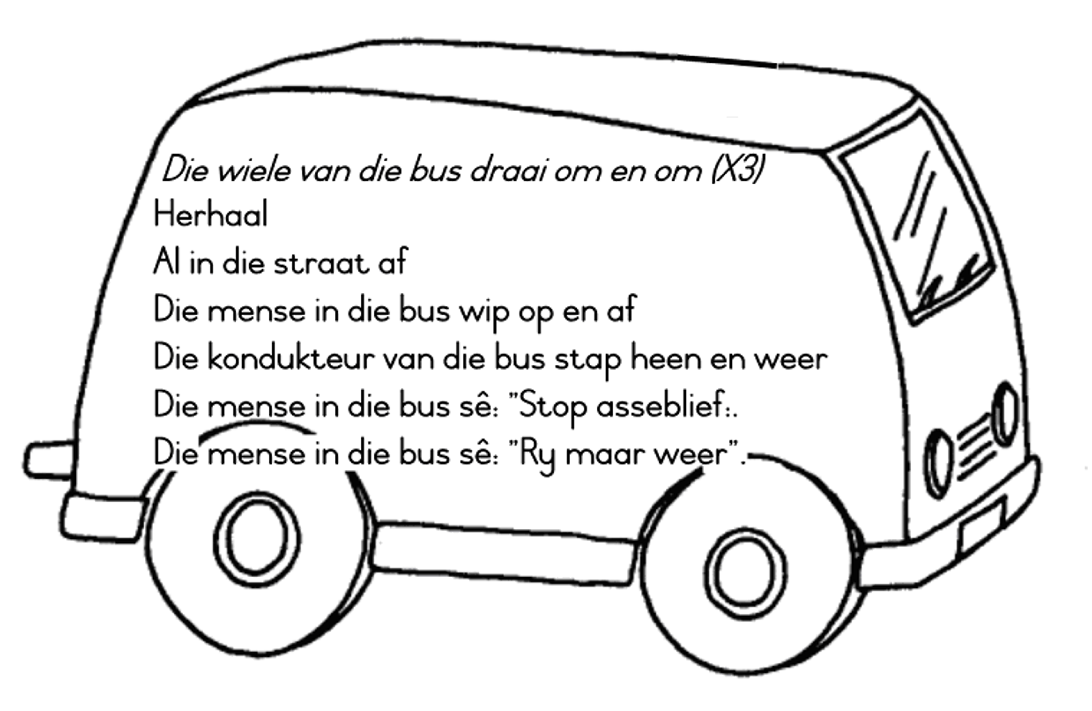 Die wiele van die bus draai om en om (X3)
Herhaal
Al in die straat af
Die mense in die bus wip op en af
Die kondukteur van die bus stap heen en weer
Die mense in die bus sê: "Stop asseblief:.
Die mense in die bus sê: "Ry maar weer".